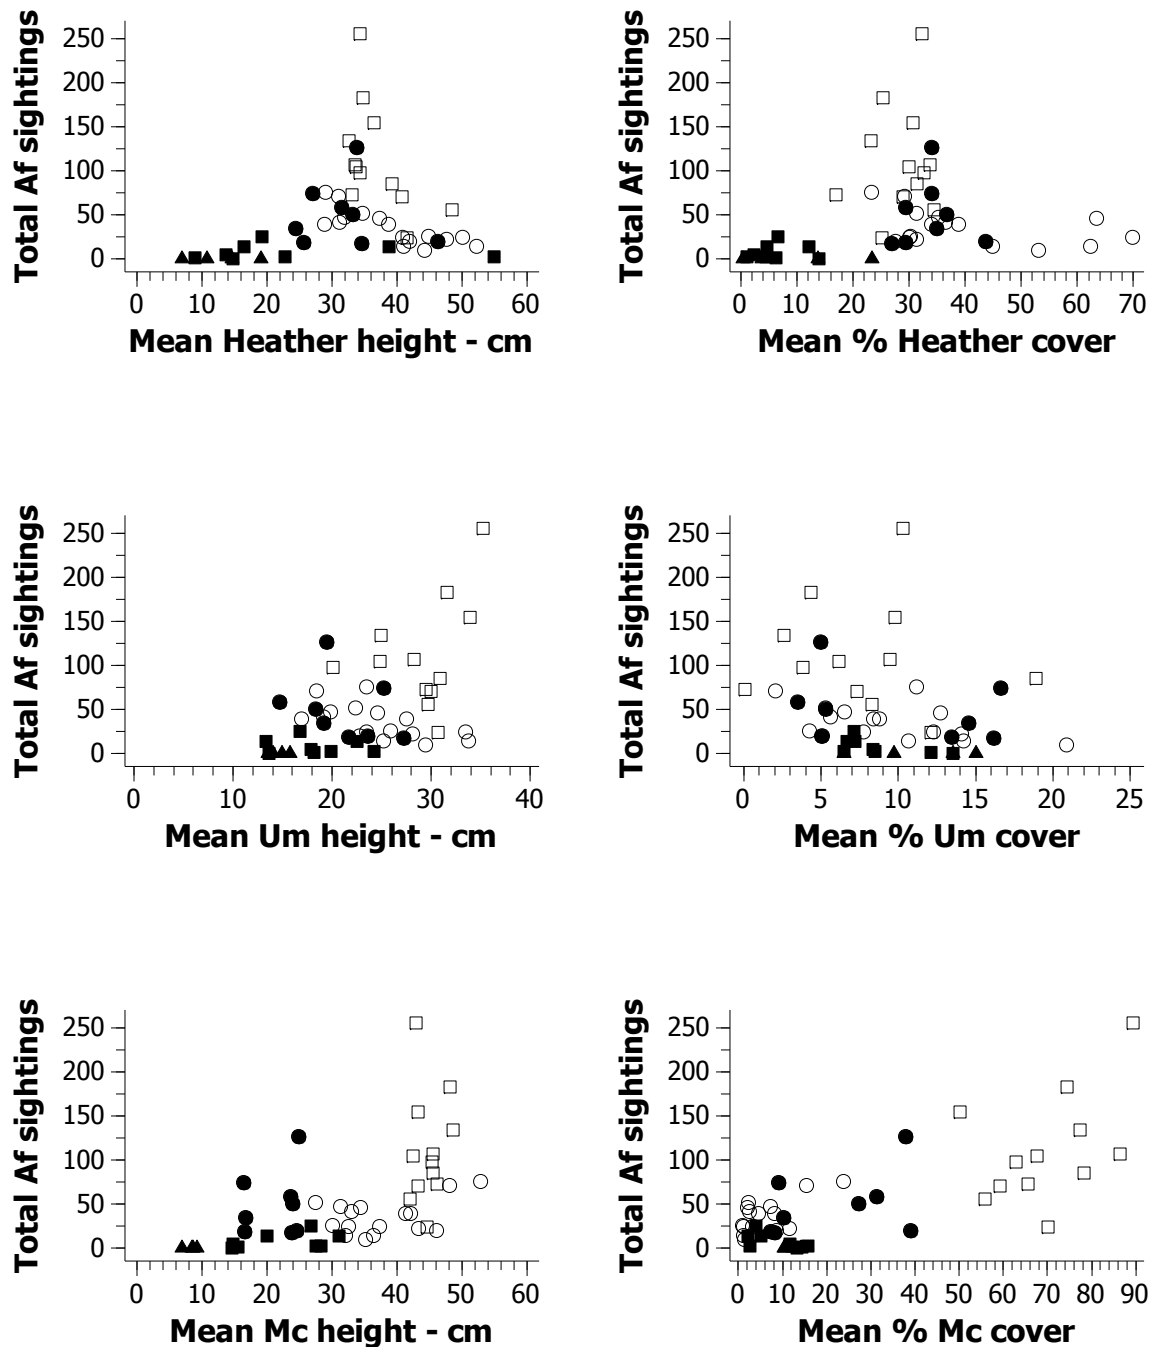 Total Af sightings
250
200
150
100
50
0
0 10 20 30 40 50 60
Mean Heather height - cm
Total Af sightings
250
200
150
100
50
0
0 10 20 30 40 50 60 70
Mean % Heather cover
Total Af sightings
250
200
150
100
50
0
0 10 20 30 40
Mean Um height - cm
Total Af sightings
250
200
150
100
50
0
0 5 10 15 20 25
Mean % Um cover
Total Af sightings
250
200
150
100
50
0
0 10 20 30 40 50 60
Mean Mc height - cm
Total Af sightings
250
200
150
100
50
0
0 10 20 30 40 50 60 70 80 90
Mean % Mc cover